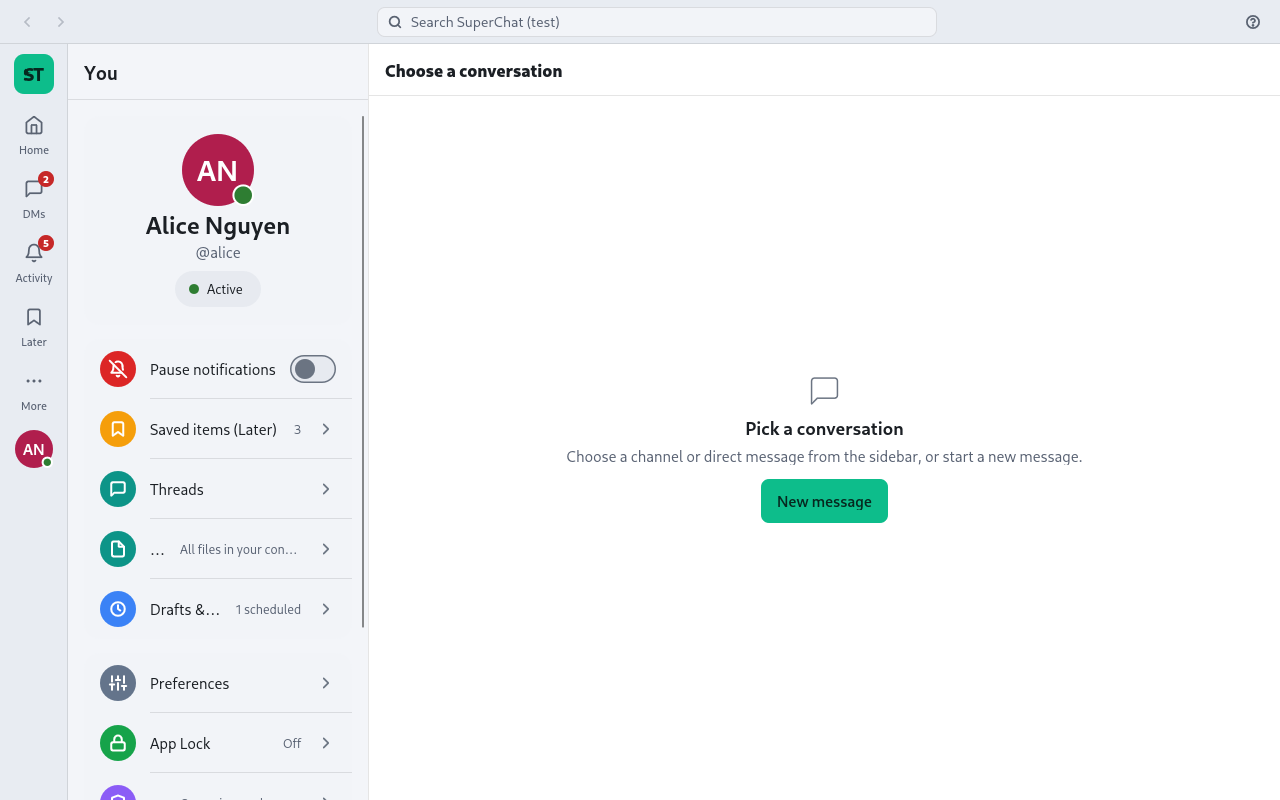 Search SuperChat (test)
ST
Home
2
DMs
5
Activity
Later
More
AN
You
AN
Alice Nguyen
@alice
Active
Pause notifications
Saved items (Later) 3
Threads
... All files in your con...
Drafts &... 1 scheduled
Preferences
App Lock Off
Choose a conversation
Pick a conversation
Choose a channel or direct message from the sidebar, or start a new message.
New message